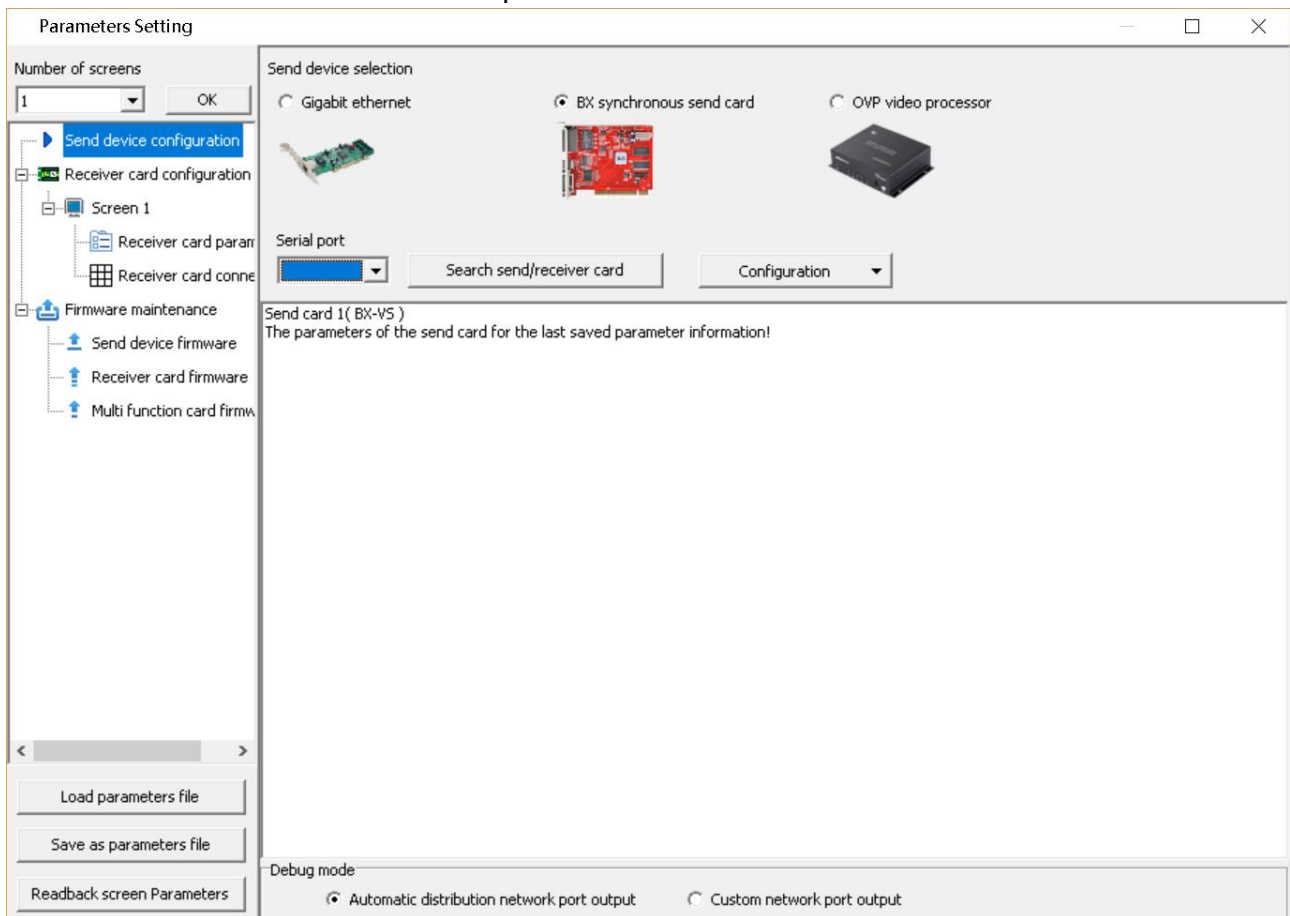 Parameters Setting
Number of screens
1
OK
Send device configuration
Receiver card configuration
Screen 1
Receiver card param
Receiver card conne
Firmware maintenance
Send device firmware
Receiver card firmware
Multi function card firmw
Load parameters file
Save as parameters file
Readback screen Parameters
Send device selection
Gigabit ethernet
BX synchronous send card
OVP video processor
Serial port
Search send/receiver card
Configuration
Send card 1( BX-VS )
The parameters of the send card for the last saved parameter information!
Debug mode
Automatic distribution network port output
Custom network port output